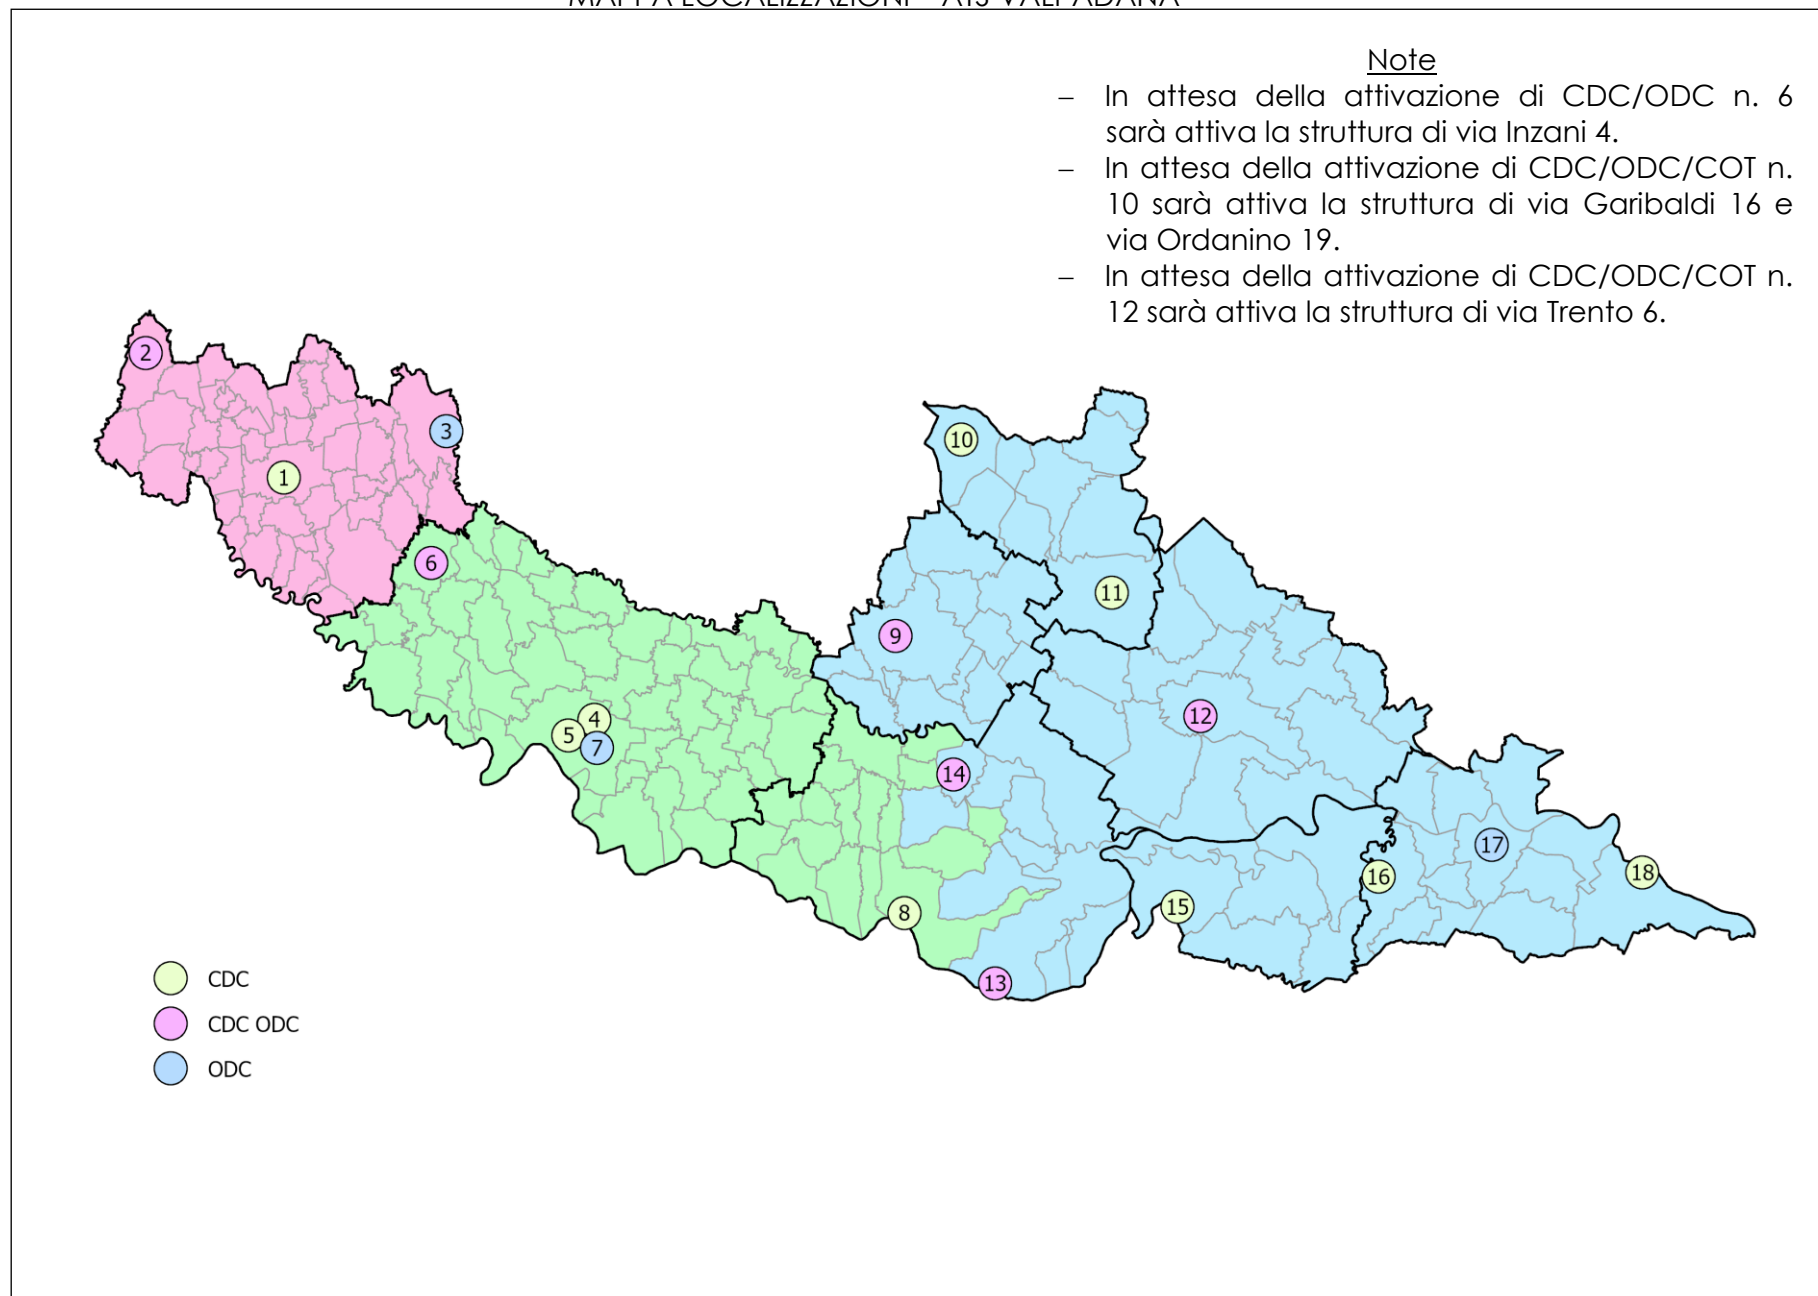 MAPPA LOCALIZZAZIONI - ATS VALPADANA
Note
– In attesa della attivazione di CDC/ODC n. 6
sarà attiva la struttura di via Inzani 4.
– In attesa della attivazione di CDC/ODC/COT n.
10 sarà attiva la struttura di via Garibaldi 16 e
via Ordanino 19.
– In attesa della attivazione di CDC/ODC/COT n.
12 sarà attiva la struttura di via Trento 6.
2
3
10
1
6
11
9
4
12
5
7
14
17
18
16
15
8
13
CDC
CDC ODC
ODC